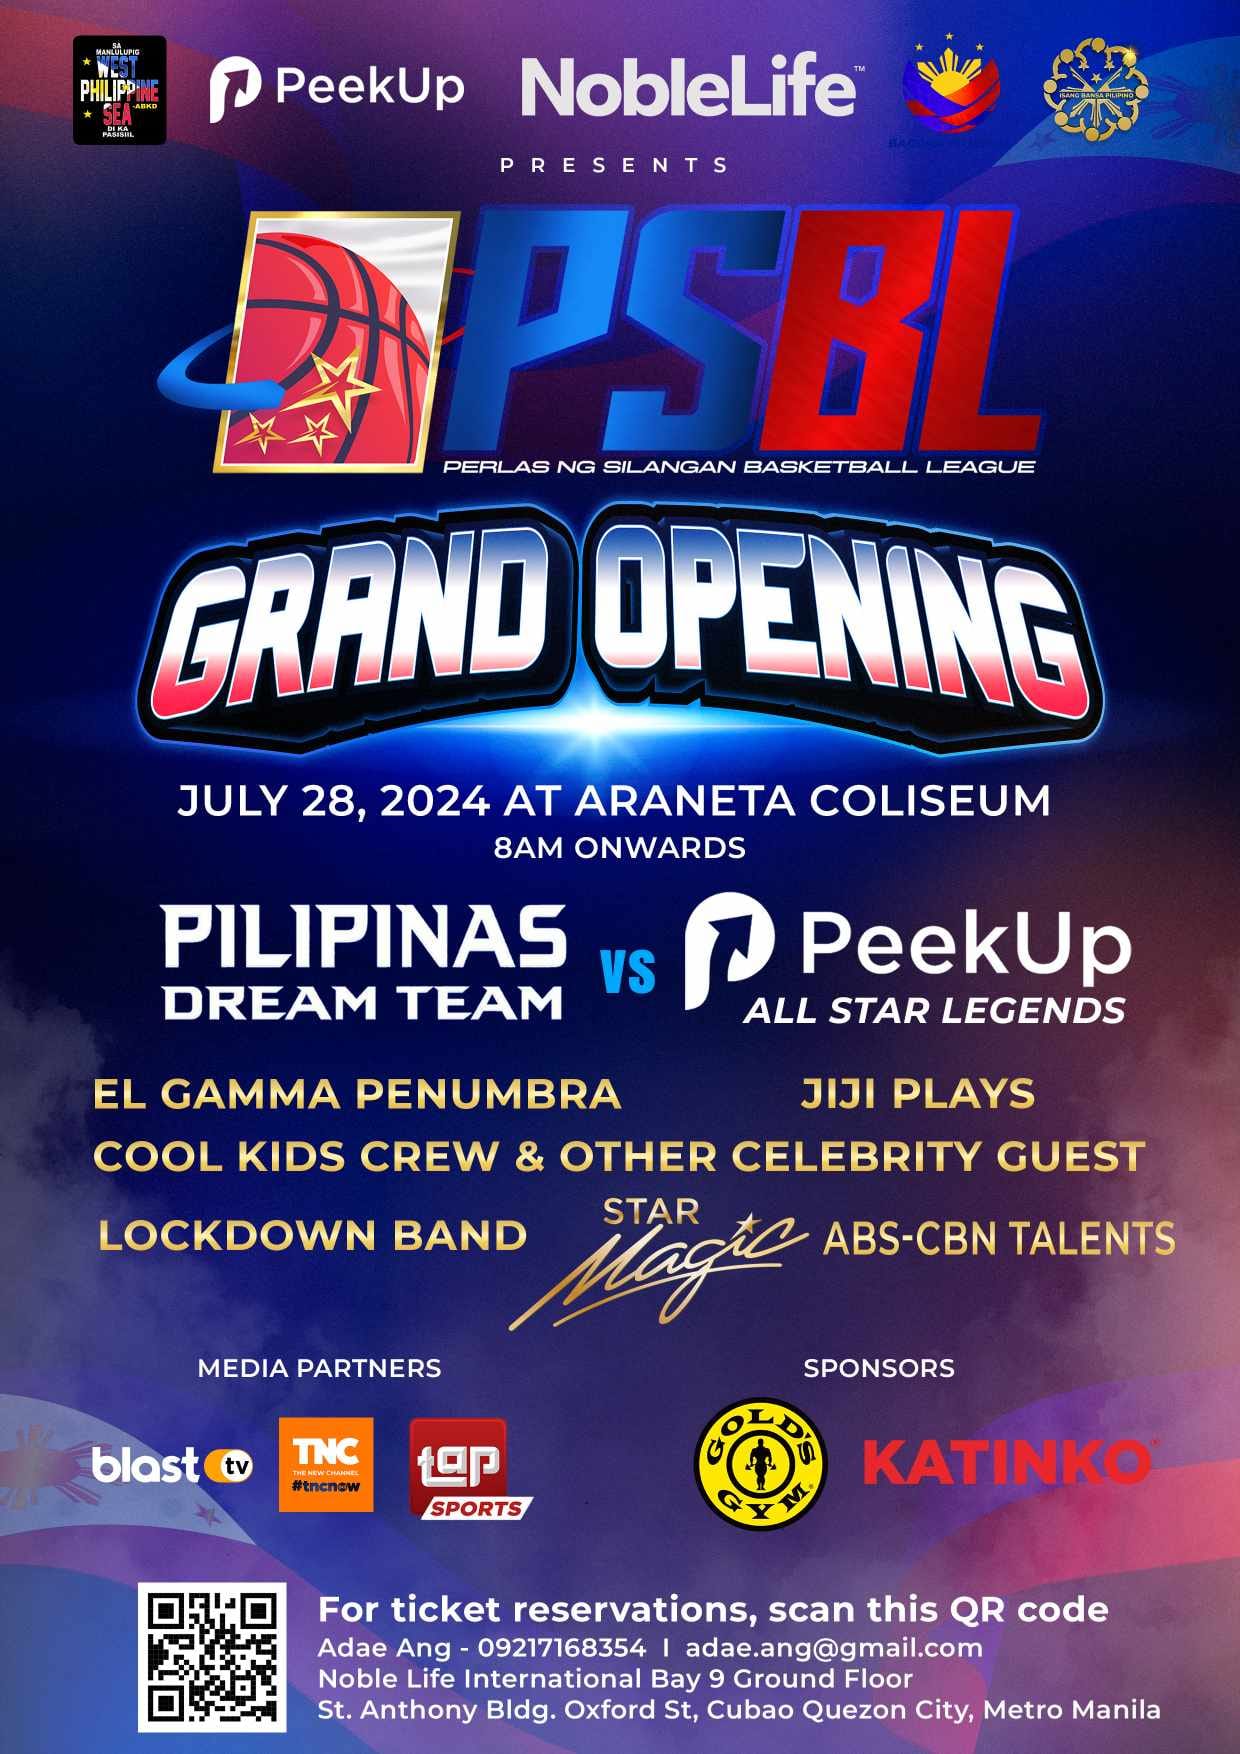 SA
MANLULUPIG
WEST
PHILIPPINE
SEA -ABKD
DI KA
PASISIIL
PeekUp
NobleLife™
ISANG BANSA PILIPINO
PRESENTS
PSBL
PERLAS NG SILANGAN BASKETBALL LEAGUE
GRAND OPENING
JULY 28, 2024 AT ARANETA COLISEUM
8AM ONWARDS
PILIPINAS
DREAM TEAM
VS
PeekUp
ALL STAR LEGENDS
EL GAMMA PENUMBRA JIJI PLAYS
COOL KIDS CREW & OTHER CELEBRITY GUEST
LOCKDOWN BAND STAR Magic ABS-CBN TALENTS
MEDIA PARTNERS
SPONSORS
blast tv
TNC
THE NEW CHANNEL
#tncnow
tap
SPORTS
GOLD'S GYM®
KATINKO®
For ticket reservations, scan this QR code
Adae Ang - 09217168354 I adae.ang@gmail.com
Noble Life International Bay 9 Ground Floor
St. Anthony Bldg. Oxford St, Cubao Quezon City, Metro Manila